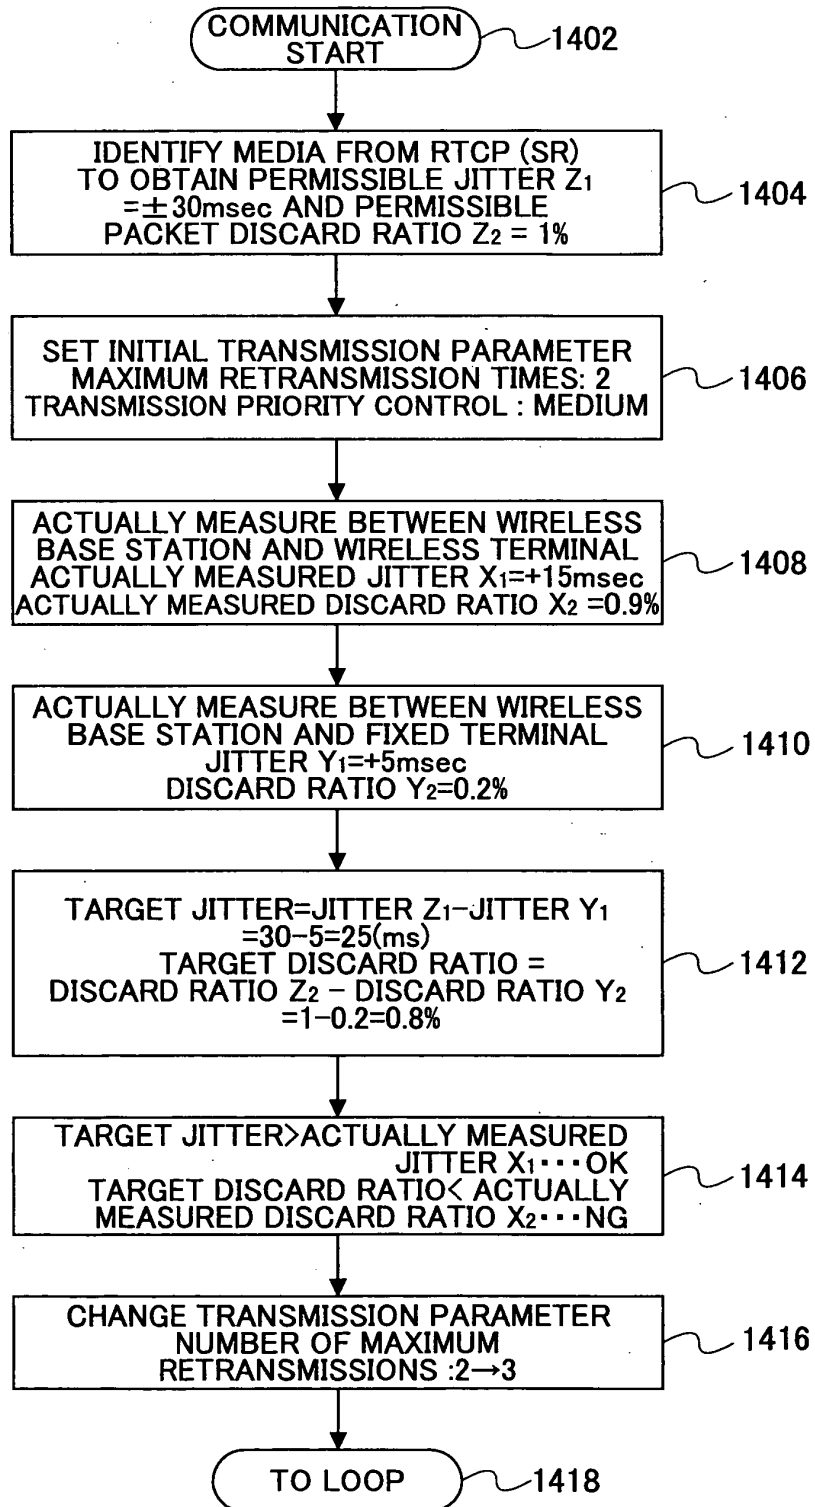 COMMUNICATION
START
1402
IDENTIFY MEDIA FROM RTCP (SR)
TO OBTAIN PERMISSIBLE JITTER Z1
=±30msec AND PERMISSIBLE
PACKET DISCARD RATIO Z2 = 1%
1404
SET INITIAL TRANSMISSION PARAMETER
MAXIMUM RETRANSMISSION TIMES: 2
TRANSMISSION PRIORITY CONTROL : MEDIUM
1406
ACTUALLY MEASURE BETWEEN WIRELESS
BASE STATION AND WIRELESS TERMINAL
ACTUALLY MEASURED JITTER X1=+15msec
ACTUALLY MEASURED DISCARD RATIO X2 =0.9%
1408
ACTUALLY MEASURE BETWEEN WIRELESS
BASE STATION AND FIXED TERMINAL
JITTER Y1=+5msec
DISCARD RATIO Y2=0.2%
1410
TARGET JITTER=JITTER Z1-JITTER Y1
=30-5=25(ms)
TARGET DISCARD RATIO =
DISCARD RATIO Z2 - DISCARD RATIO Y2
=1-0.2=0.8%
1412
TARGET JITTER>ACTUALLY MEASURED
JITTER X1･･･OK
TARGET DISCARD RATIO< ACTUALLY
MEASURED DISCARD RATIO X2･･･NG
1414
CHANGE TRANSMISSION PARAMETER
NUMBER OF MAXIMUM
RETRANSMISSIONS :2→3
1416
TO LOOP
1418